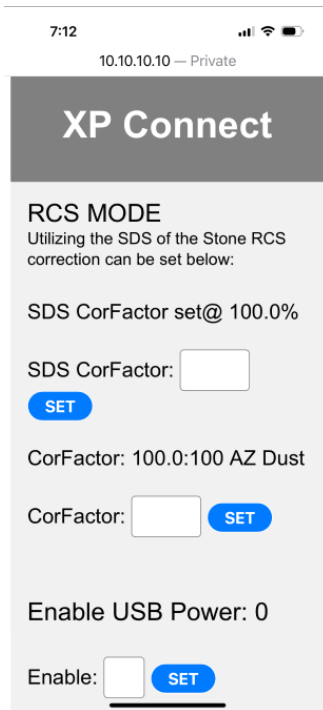 7:12
10.10.10.10 — Private
XP Connect
RCS MODE
Utilizing the SDS of the Stone RCS
correction can be set below:
SDS CorFactor set@ 100.0%
SDS CorFactor:
SET
CorFactor: 100.0:100 AZ Dust
CorFactor: SET
Enable USB Power: 0
Enable: SET